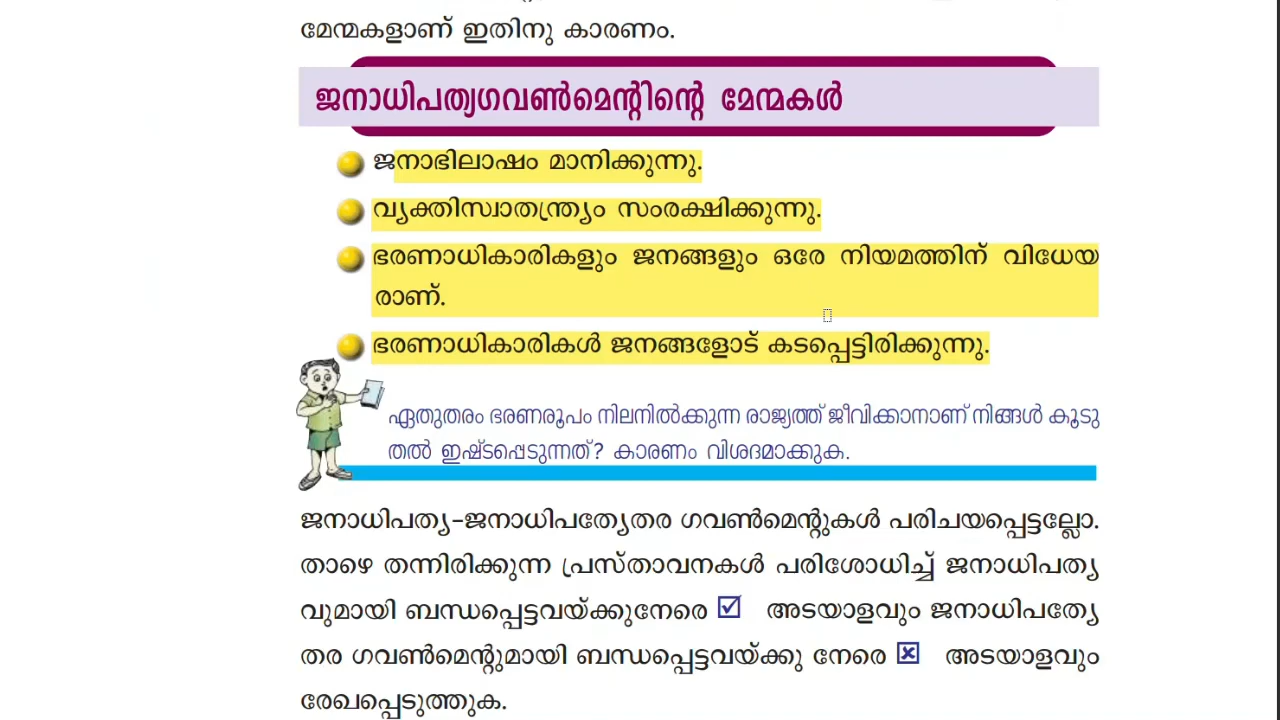 മേന്മകളാണ് ഇതിനു കാരണം.
ജനാധിപത്യഗവൺമെന്റിന്റെ മേന്മകൾ
ജനാഭിലാഷം മാനിക്കുന്നു.
വ്യക്തിസ്വാതന്ത്ര്യം സംരക്ഷിക്കുന്നു.
ഭരണാധികാരികളും ജനങ്ങളും ഒരേ നിയമത്തിന് വിധേയ
രാണ്.
ഭരണാധികാരികൾ ജനങ്ങളോട് കടപ്പെട്ടിരിക്കുന്നു.
ഏതുതരം ഭരണരൂപം നിലനിൽക്കുന്ന രാജ്യത്ത് ജീവിക്കാനാണ് നിങ്ങൾ കൂടു
തൽ ഇഷ്ടപ്പെടുന്നത്? കാരണം വിശദമാക്കുക.
ജനാധിപത്യ-ജനാധിപത്യേതര ഗവൺമെന്റുകൾ പരിചയപ്പെട്ടല്ലോ.
താഴെ തന്നിരിക്കുന്ന പ്രസ്താവനകൾ പരിശോധിച്ച് ജനാധിപത്യ
വുമായി ബന്ധപ്പെട്ടവയ്ക്കുനേരെ ☑ അടയാളവും ജനാധിപത്യേ
തര ഗവൺമെന്റുമായി ബന്ധപ്പെട്ടവയ്ക്കു നേരെ ☒ അടയാളവും
രേഖപ്പെടുത്തുക.